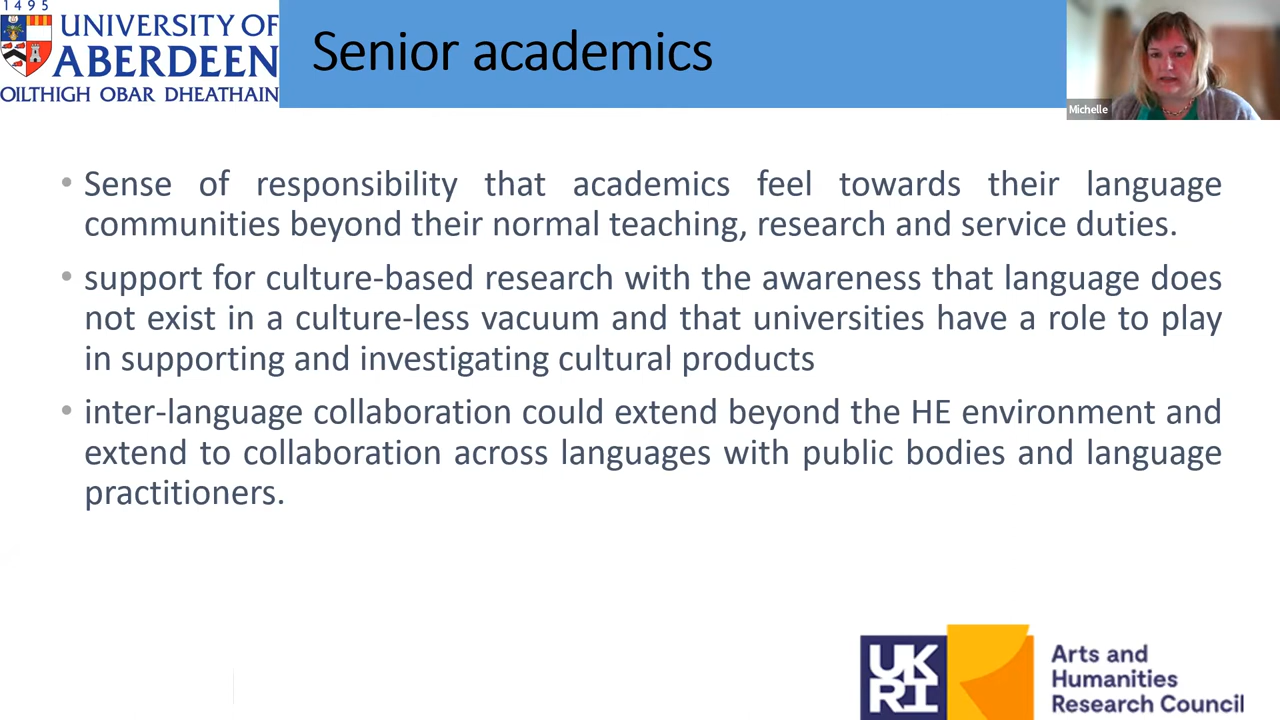 1495
UNIVERSITY OF
ABERDEEN
OILTHIGH OBAR DHEATHAIN
Senior academics
Michelle
• Sense of responsibility that academics feel towards their language
communities beyond their normal teaching, research and service duties.
• support for culture-based research with the awareness that language does
not exist in a culture-less vacuum and that universities have a role to play
in supporting and investigating cultural products
• inter-language collaboration could extend beyond the HE environment and
extend to collaboration across languages with public bodies and language
practitioners.
UK
RI
Arts and
Humanities
Research Council